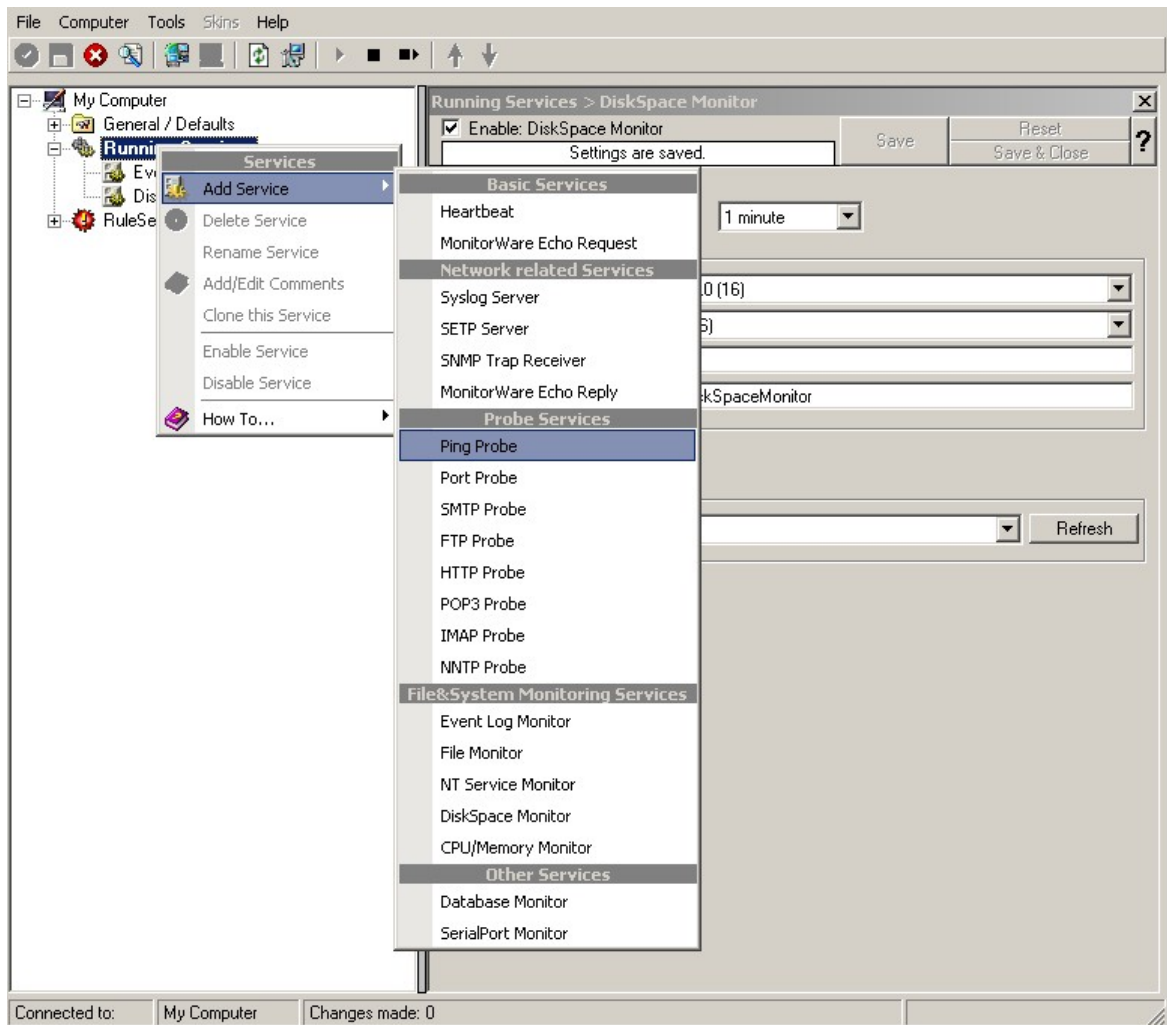 File Computer Tools Skins Help
My Computer
General / Defaults
Running Services > DiskSpace Monitor
Enable: DiskSpace Monitor
Settings are saved.
Save
Reset
Save & Close
?
Services
Add Service
Delete Service
Rename Service
Add/Edit Comments
Clone this Service
Enable Service
Disable Service
How To...
Basic Services
Heartbeat
MonitorWare Echo Request
Network related Services
Syslog Server
SETP Server
SNMP Trap Receiver
MonitorWare Echo Reply
Probe Services
Ping Probe
Port Probe
SMTP Probe
FTP Probe
HTTP Probe
POP3 Probe
IMAP Probe
NNTP Probe
File&System Monitoring Services
Event Log Monitor
File Monitor
NT Service Monitor
DiskSpace Monitor
CPU/Memory Monitor
Other Services
Database Monitor
SerialPort Monitor
1 minute
.0 (16)
kSpaceMonitor
Refresh
Connected to: My Computer Changes made: 0